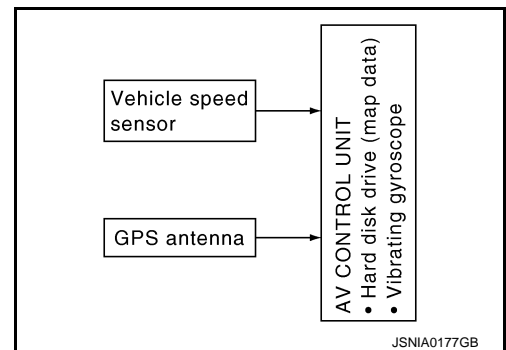 Vehicle speed
sensor
GPS antenna
AV CONTROL UNIT
• Hard disk drive (map data)
• Vibrating gyroscope
JSNIA0177GB